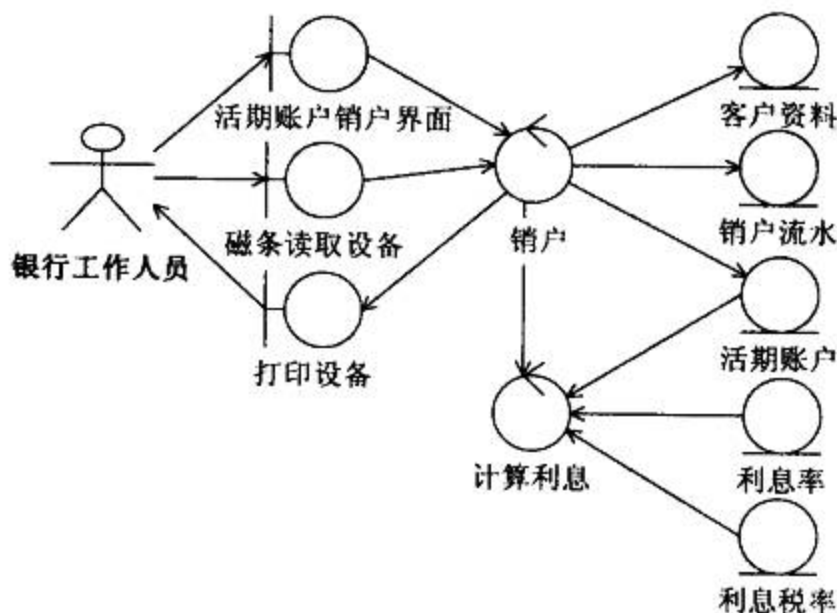 活期账户销户界面
客户资料
银行工作人员
磁条读取设备
销户
销户流水
打印设备
活期账户
计算利息
利息率
利息税率